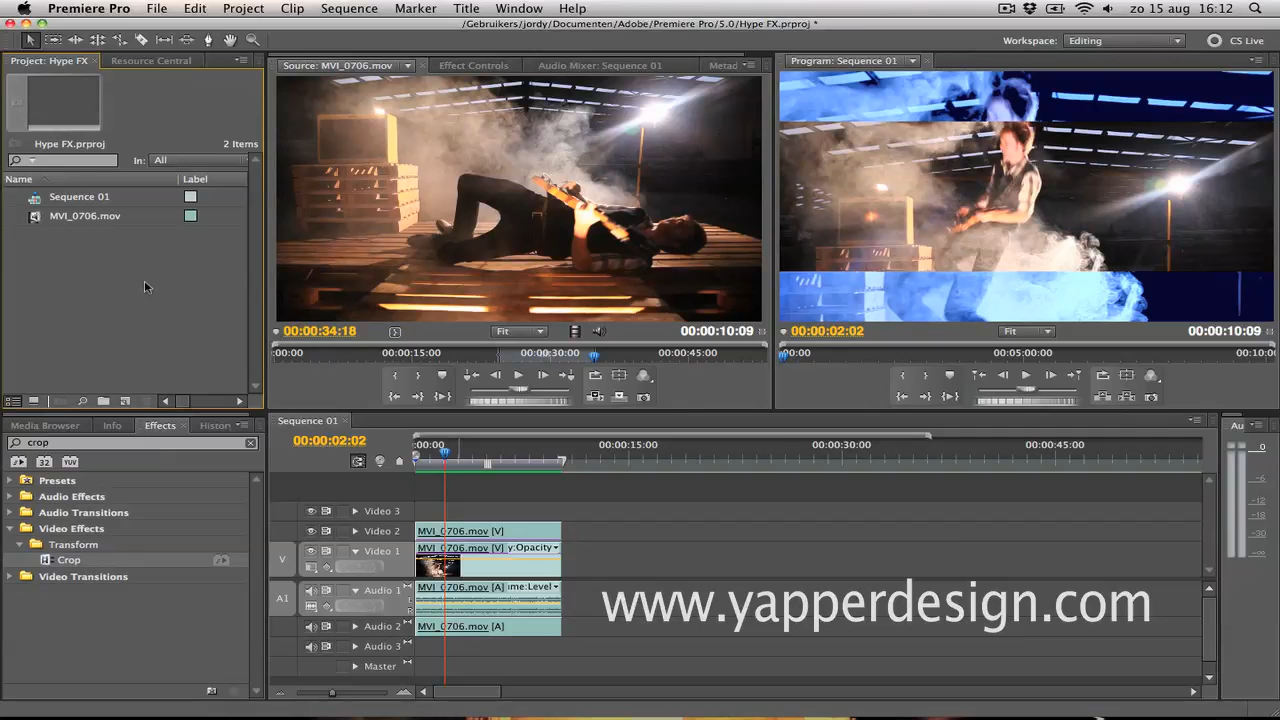 Premiere Pro File Edit Project Clip Sequence Marker Title Window Help zo 15 aug 16:12
/Gebruikers/jordy/Documenten/Adobe/Premiere Pro/5.0/Hype FX.prproj *
Workspace: Editing CS Live
Project: Hype FX Resource Central
Source: MVI_0706.mov Effect Controls Audio Mixer: Sequence 01 Metad
Program: Sequence 01
Hype FX.prproj 2 Items
In: All
Name Label
Sequence 01
MVI_0706.mov
00:00:34:18 Fit 00:00:10:09
00:00:02:02 Fit 00:00:10:09
:00:00 00:00:15:00 00:00:30:00 00:00:45:00
00:00 00:05:00:00 00:10:0
Media Browser Info Effects Histor
crop
32 YUV
Presets
Audio Effects
Audio Transitions
Video Effects
Transform
Crop
Video Transitions
Sequence 01
00:00:02:02 :00:00 00:00:15:00 00:00:30:00 00:00:45:00
Video 3
Video 2 MVI_0706.mov [V]
V Video 1 MVI_0706.mov [V] y:Opacity
A1 Audio 1 MVI_0706.mov [A] ime:Level
Audio 2 MVI_0706.mov [A]
Audio 3
Master
Au
0
-6
-12
-18
-30
www.yapperdesign.com